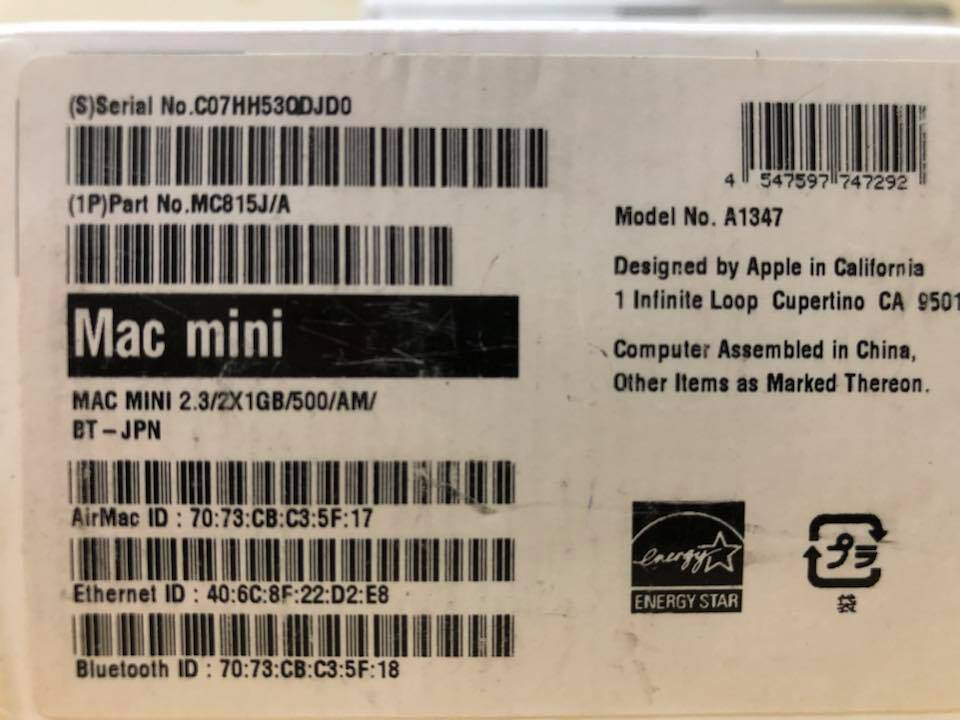 (S)Serial No.C07HH53QDJD0
(1P)Part No.MC815J/A
Mac mini
MAC MINI 2.3/2X1GB/500/AM/
BT-JPN
AirMac ID : 70:73:CB:C3:5F:17
Ethernet ID : 40:6C:8F:22:D2:E8
Bluetooth ID : 70:73:CB:C3:5F:18
4 547597 747292
Model No. A1347
Designed by Apple in California
1 Infinite Loop Cupertino CA 9501
Computer Assembled in China,
Other Items as Marked Thereon.
energy
ENERGY STAR
プラ
袋